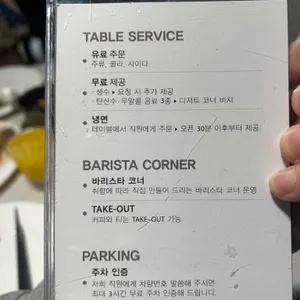 TABLE SERVICE
유료 주문
주류, 콜라, 사이다
무료 제공
· 생수 ▸ 요청 시 추가 제공
· 탄산수 · 무알콜 음료 3종 ▸ 디저트 코너 비치
냉면
테이블에서 직원에게 주문 ▸ 오픈 30분 이후부터 제공
BARISTA CORNER
바리스타 코너
취향에 따라 직접 만들어 드리는 바리스타 코너 운영
TAKE-OUT
커피와 티는 TAKE-OUT 가능
PARKING
주차 인증
저희 직원에게 차량번호 말씀해 주시면
최대 3시간 무료 주차 인증해 드립니다.